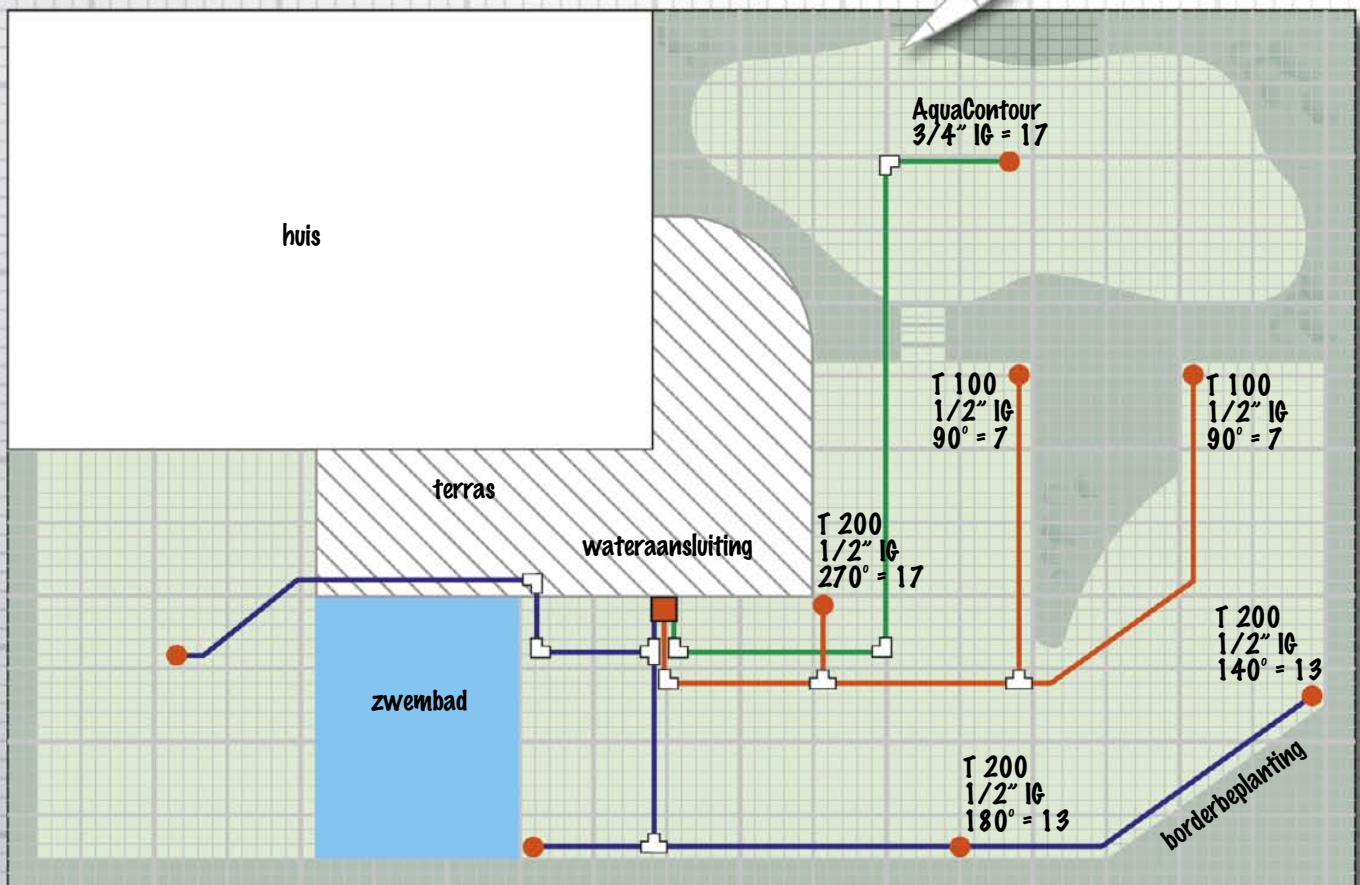 AquaContour
3/4" IG = 17
huis
T 100
1/2" IG
90° = 7
T 100
1/2" IG
90° = 7
terras
wateraansluiting
T 200
1/2" IG
270° = 17
T 200
1/2" IG
140° = 13
zwembad
T 200
1/2" IG
180° = 13
borderbeplanting